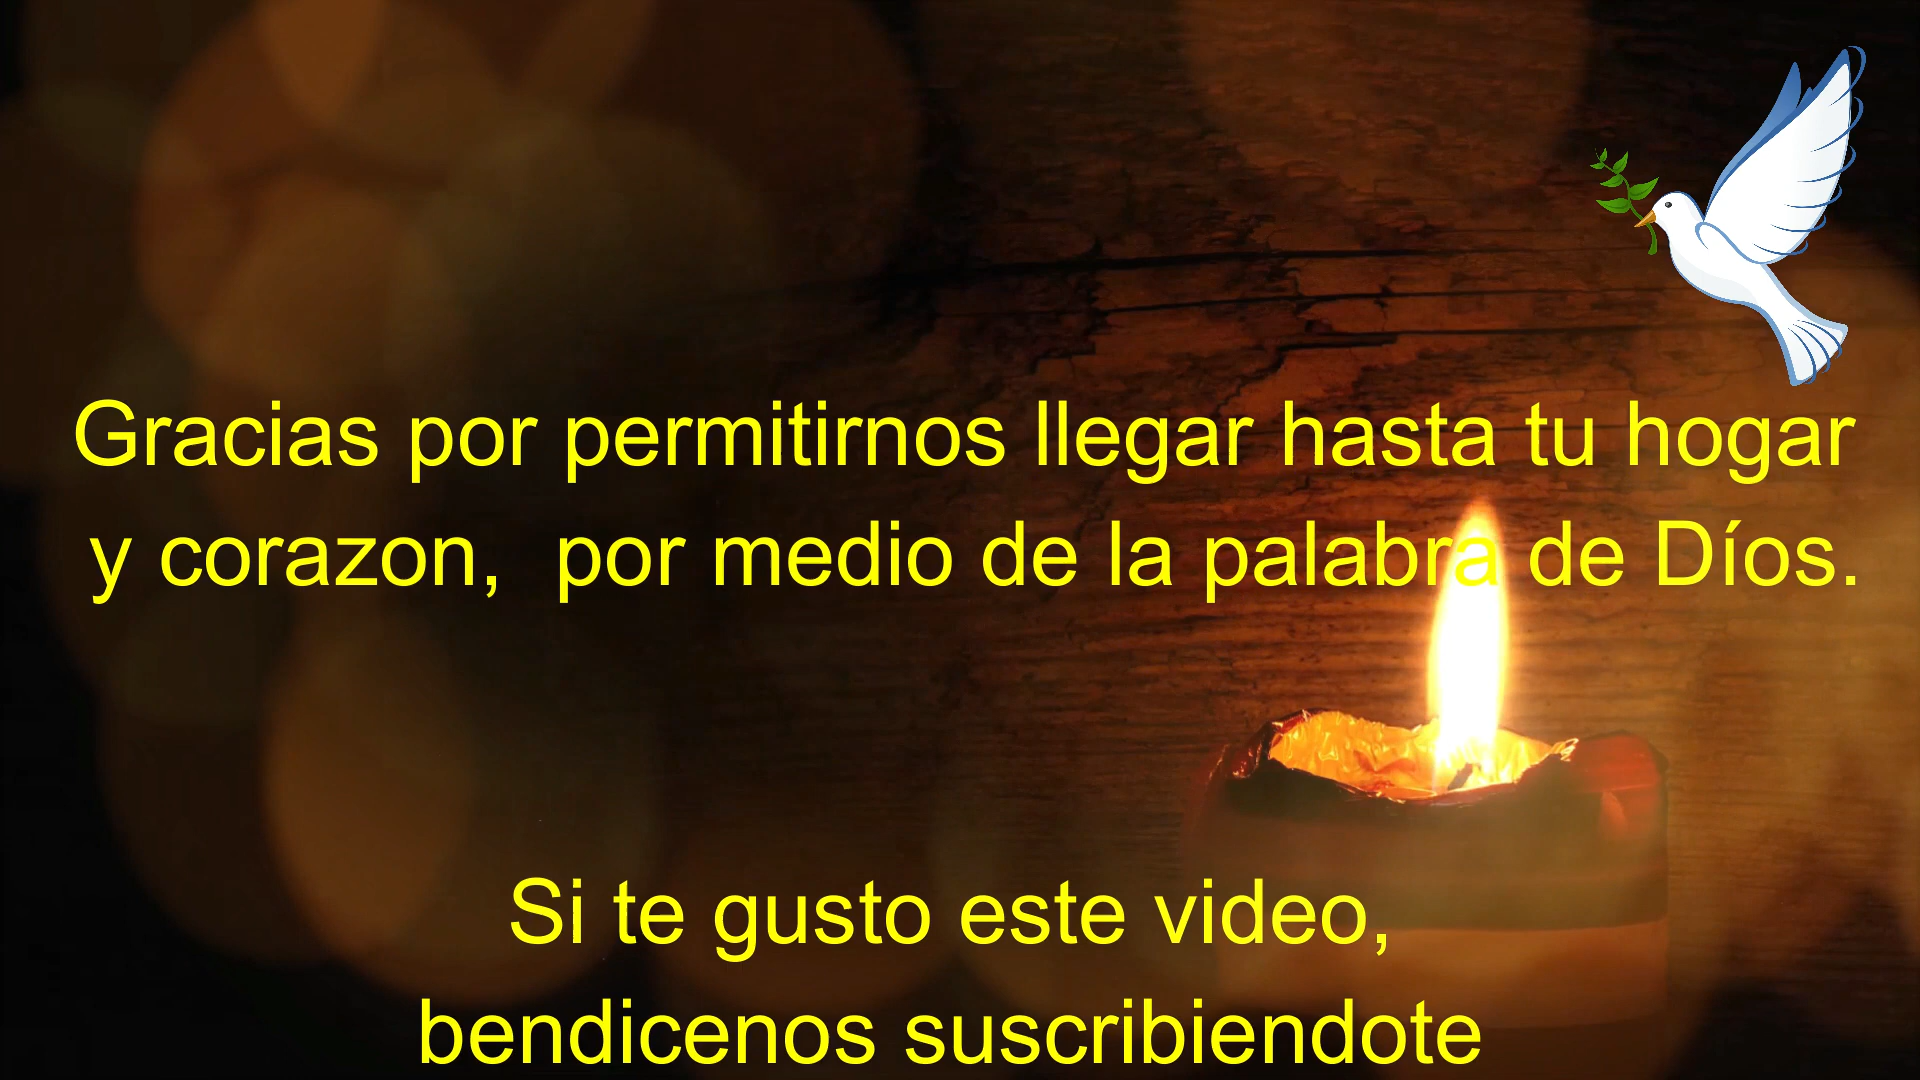 Gracias por permitirnos llegar hasta tu hogar
y corazon,  por medio de la palabra de Díos.
Si te gusto este video,
bendicenos suscribiendote